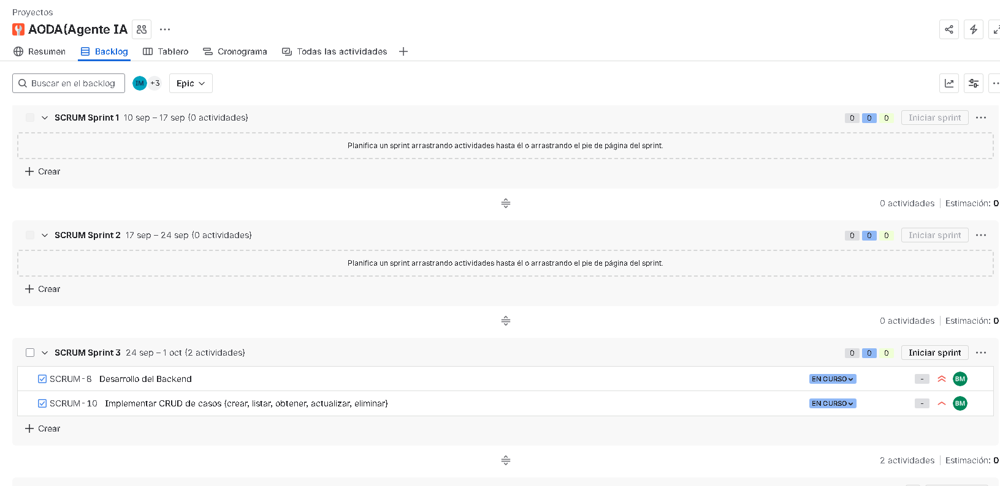 Proyectos
AODA(Agente IA
Resumen Backlog Tablero Cronograma Todas las actividades
Buscar en el backlog IM +3 Epic
SCRUM Sprint 1 10 sep – 17 sep (0 actividades) 0 0 0 Iniciar sprint
Planifica un sprint arrastrando actividades hasta él o arrastrando el pie de página del sprint.
Crear
0 actividades Estimación: 0
SCRUM Sprint 2 17 sep – 24 sep (0 actividades) 0 0 0 Iniciar sprint
Planifica un sprint arrastrando actividades hasta él o arrastrando el pie de página del sprint.
Crear
0 actividades Estimación: 0
SCRUM Sprint 3 24 sep – 1 oct (2 actividades) 0 0 0 Iniciar sprint
SCRUM-8 Desarrollo del Backend EN CURSO - BM
SCRUM-10 Implementar CRUD de casos (crear, listar, obtener, actualizar, eliminar) EN CURSO - BM
Crear
2 actividades Estimación: 0